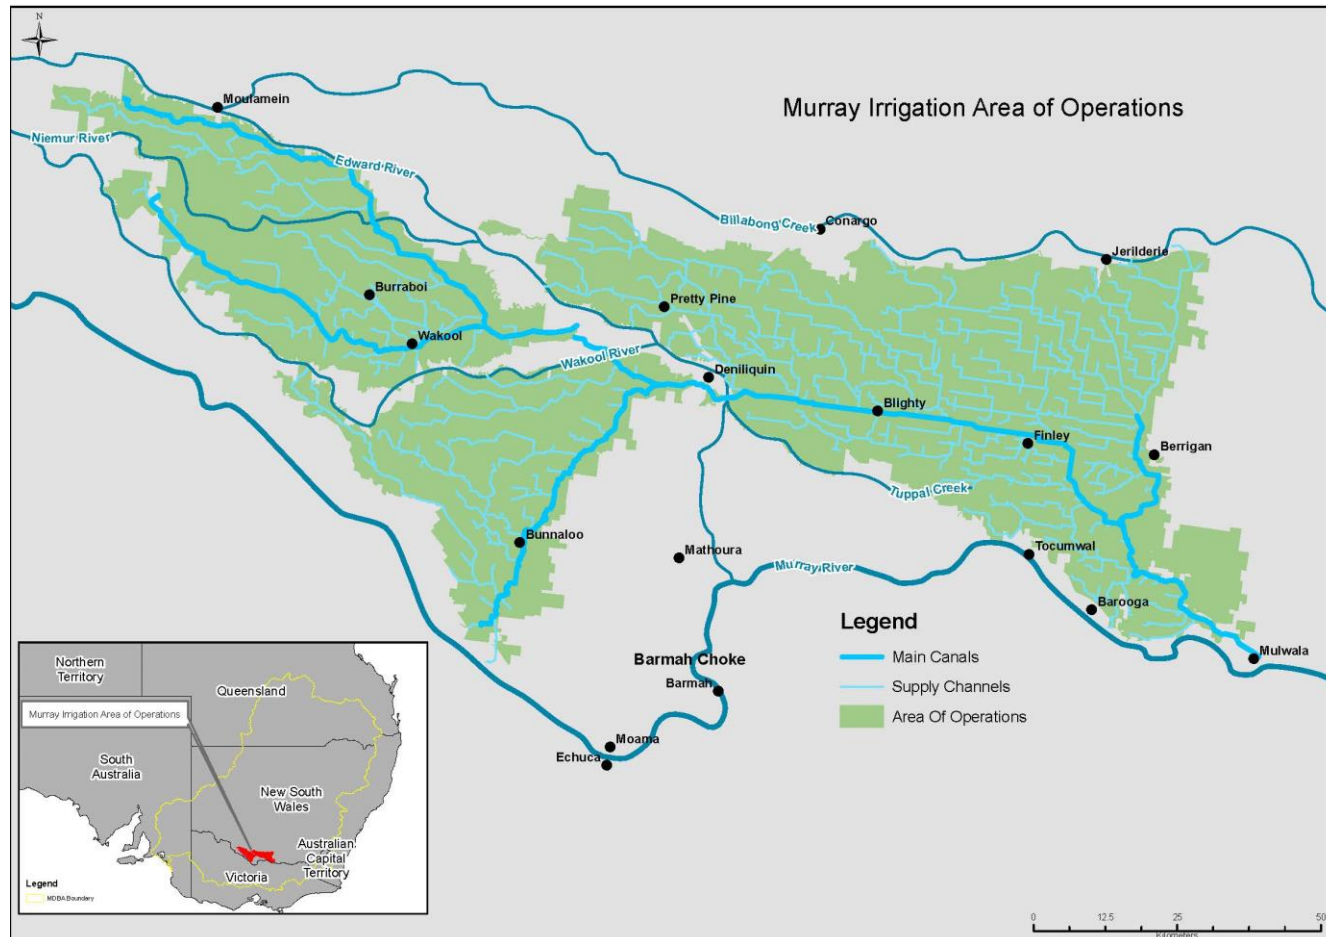 N
Murray Irrigation Area of Operations
Moulamein
Niemur River
Edward River
Billabong Creek
Conargo
Jerilderie
Burraboi
Pretty Pine
Wakool
Wakool River
Deniliquin
Blighty
Finley
Berrigan
Tuppal Creek
Bunnaloo
Mathoura
Tocumwal
Murray River
Barooga
Mulwala
Barmah Choke
Barmah
Moama
Echuca
Legend
Main Canals
Supply Channels
Area Of Operations
Northern
Territory
Queensland
Murray Irrigation Area of Operations
South
Australia
New South
Wales
Australian
Capital
Territory
Victoria
Legend
MDBA Boundary
0 12.5 25 50
Kilometers